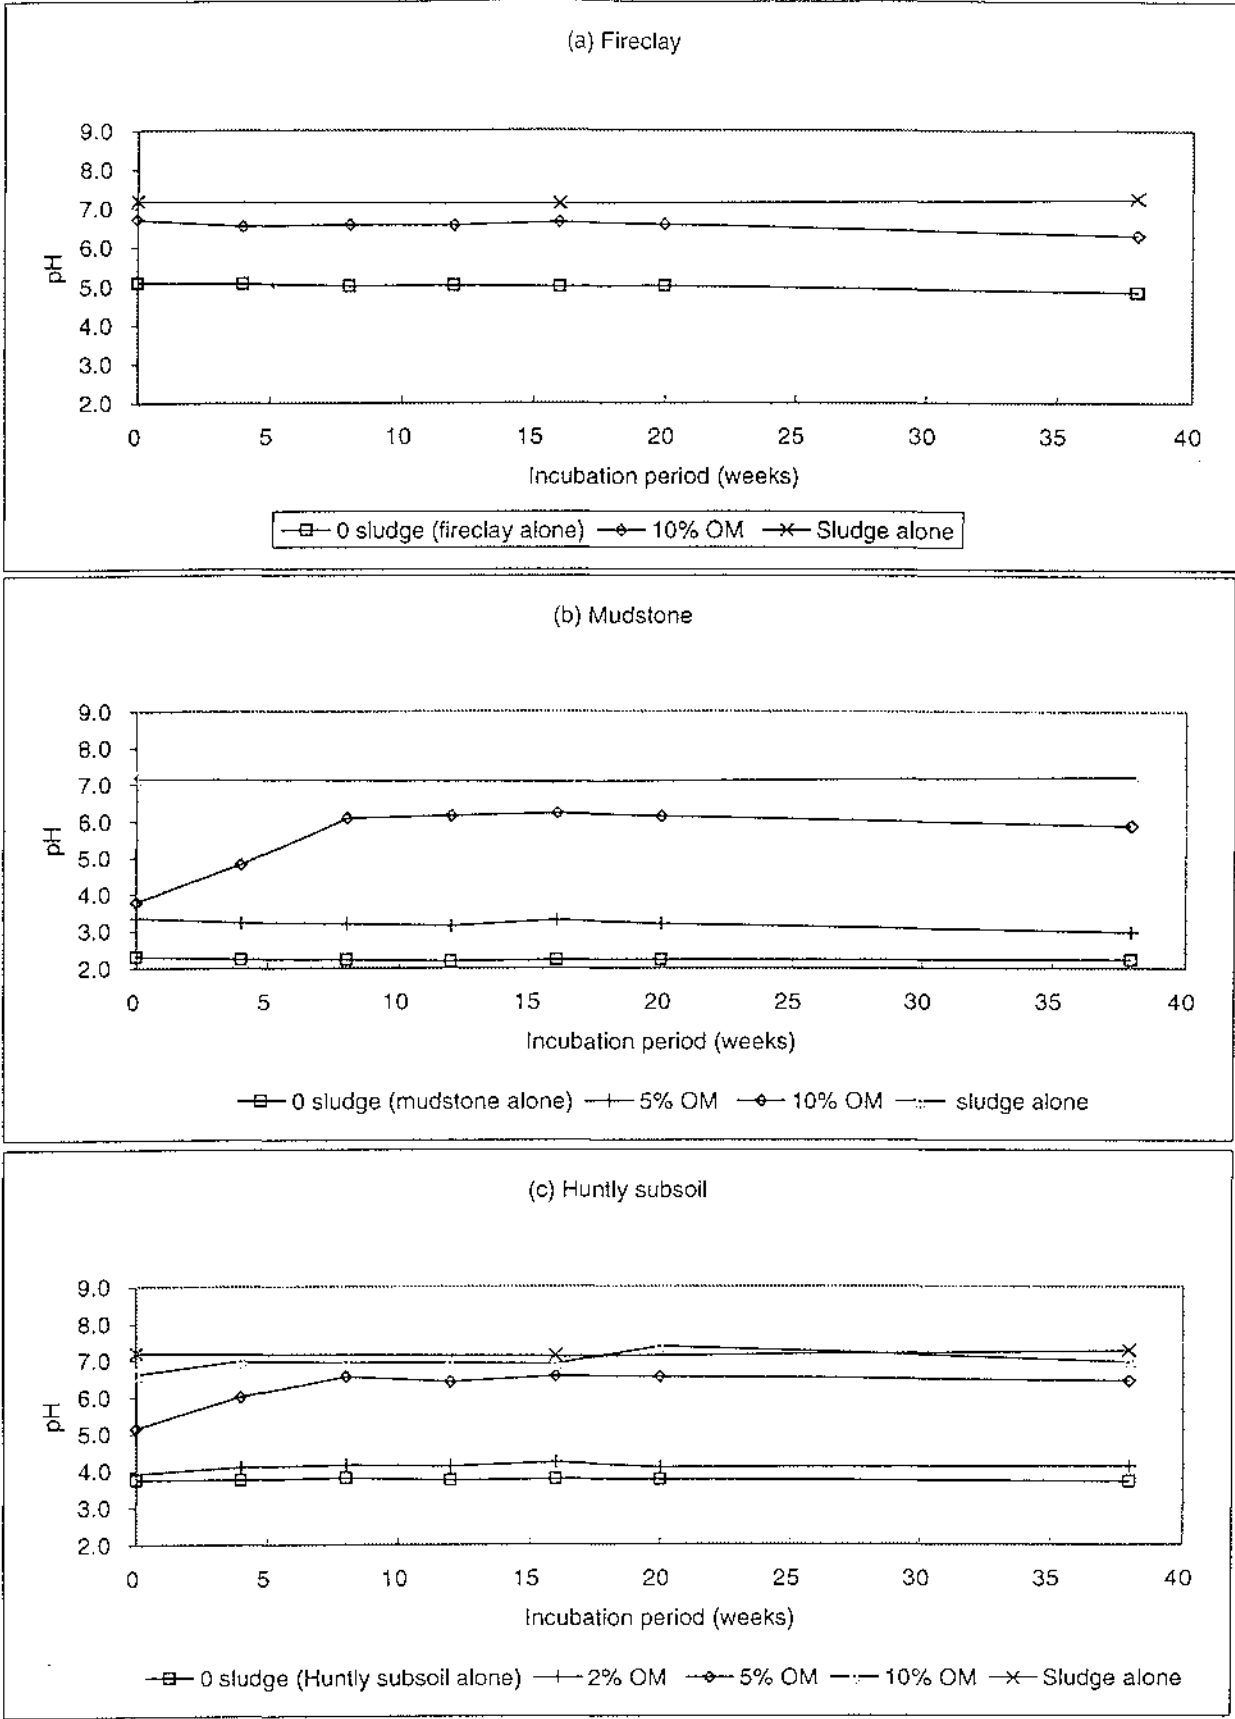 (a) Fireclay
9.0
8.0
7.0
6.0
5.0
4.0
3.0
2.0
pH
0 5 10 15 20 25 30 35 40
Incubation period (weeks)
0 sludge (fireclay alone) 10% OM Sludge alone
(b) Mudstone
9.0
8.0
7.0
6.0
5.0
4.0
3.0
2.0
pH
0 5 10 15 20 25 30 35 40
Incubation period (weeks)
0 sludge (mudstone alone) 5% OM 10% OM sludge alone
(c) Huntly subsoil
9.0
8.0
7.0
6.0
5.0
4.0
3.0
2.0
pH
0 5 10 15 20 25 30 35 40
Incubation period (weeks)
0 sludge (Huntly subsoil alone) 2% OM 5% OM 10% OM Sludge alone